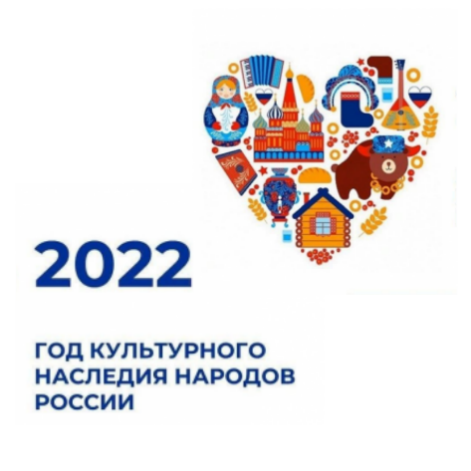 2022
ГОД КУЛЬТУРНОГО
НАСЛЕДИЯ НАРОДОВ
РОССИИ